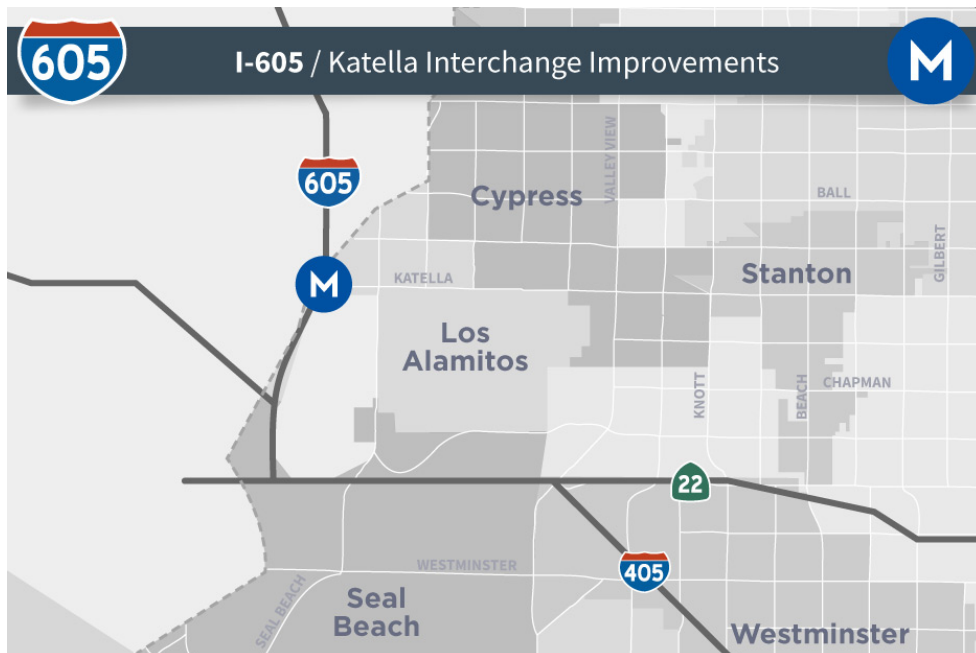 605
I-605 / Katella Interchange Improvements
M
605
Cypress
VALLEY VIEW
BALL
GILBERT
KATELLA
M
Stanton
Los
Alamitos
KNOTT
BEACH
CHAPMAN
22
405
WESTMINSTER
SEAL BEACH
Seal
Beach
Westminster